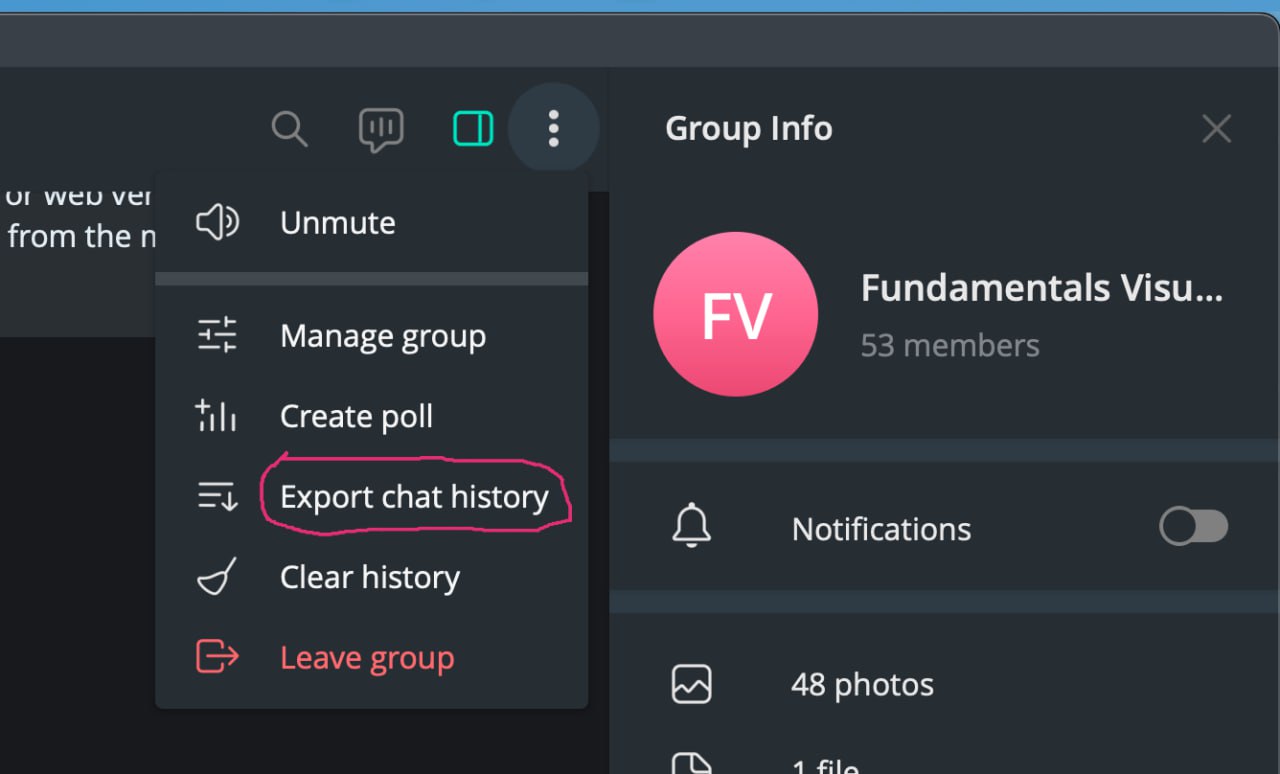 Group Info
or web ver
from the
Unmute
Manage group
Create poll
Export chat history
Clear history
Leave group
FV
Fundamentals Visu...
53 members
Notifications
48 photos
1 file